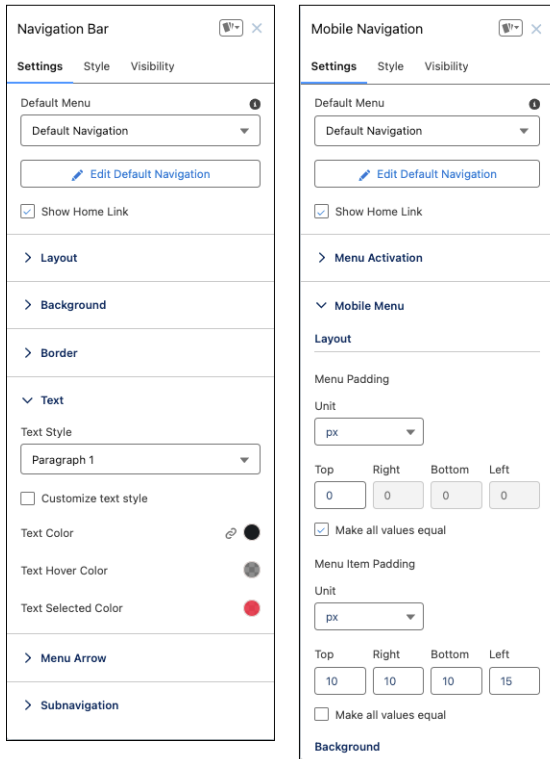 Navigation Bar
Settings Style Visibility
Default Menu
Default Navigation
Edit Default Navigation
Show Home Link
Layout
Background
Border
Text
Text Style
Paragraph 1
Customize text style
Text Color
Text Hover Color
Text Selected Color
Menu Arrow
Subnavigation
Mobile Navigation
Settings Style Visibility
Default Menu
Default Navigation
Edit Default Navigation
Show Home Link
Menu Activation
Mobile Menu
Layout
Menu Padding
Unit
px
Top Right Bottom Left
0 0 0 0
Make all values equal
Menu Item Padding
Unit
px
Top Right Bottom Left
10 10 10 15
Make all values equal
Background